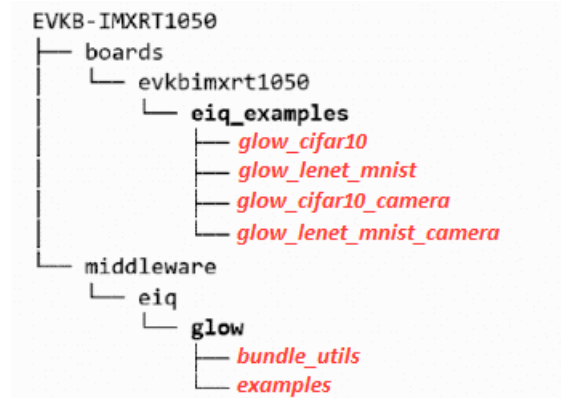 EVKB-IMXRT1050
boards
evkbimxrt1050
eiq_examples
glow_cifar10
glow_lenet_mnist
glow_cifar10_camera
glow_lenet_mnist_camera
middleware
eiq
glow
bundle_utils
examples